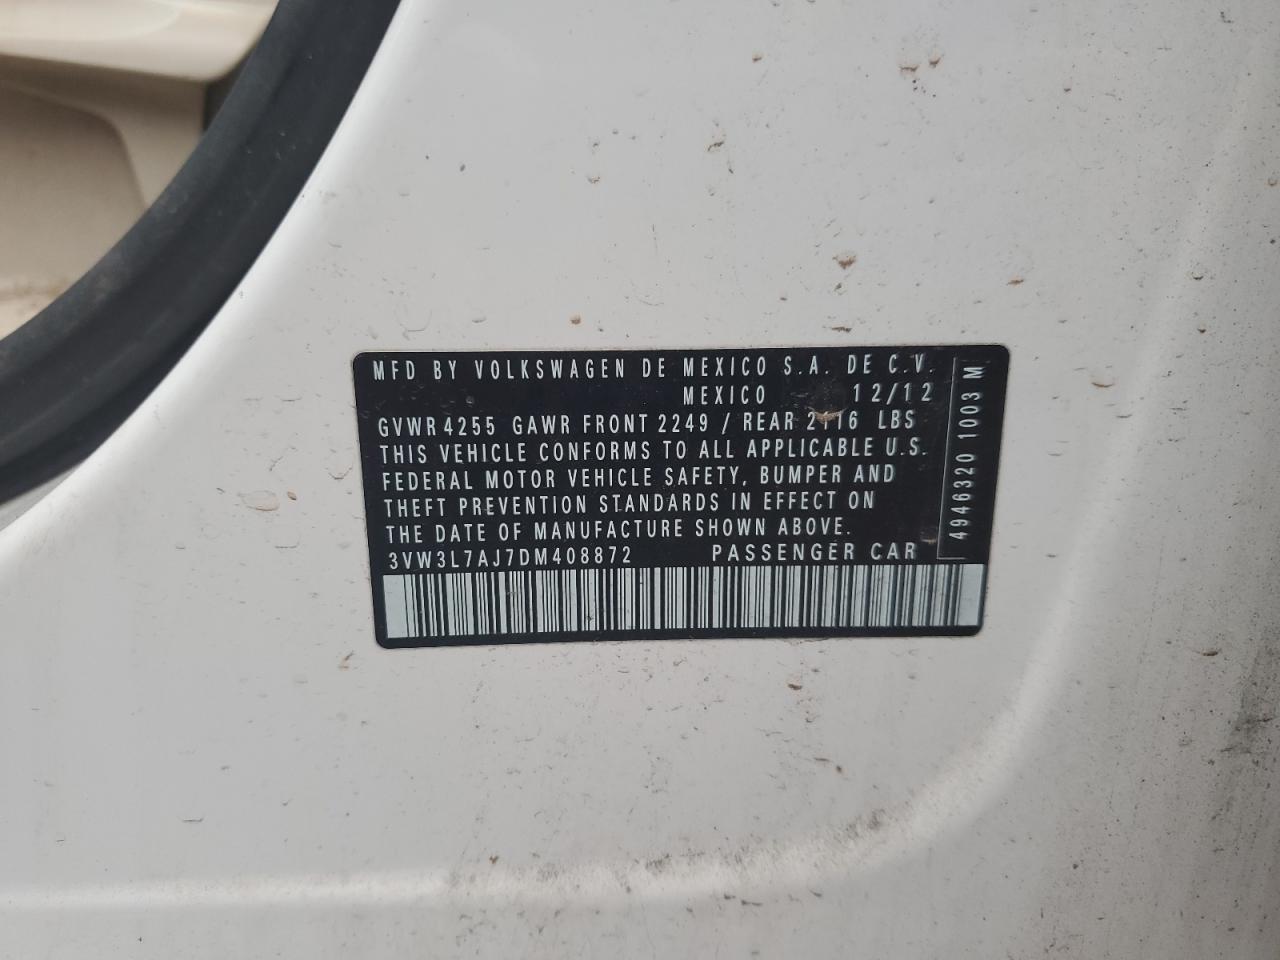 MFD BY VOLKSWAGEN DE MEXICO S.A. DE C.V.
MEXICO 12/12
GVWR 4255 GAWR FRONT 2249 / REAR 2116 LBS
THIS VEHICLE CONFORMS TO ALL APPLICABLE U.S.
FEDERAL MOTOR VEHICLE SAFETY, BUMPER AND
THEFT PREVENTION STANDARDS IN EFFECT ON
THE DATE OF MANUFACTURE SHOWN ABOVE.
3VW3L7AJ7DM408872 PASSENGER CAR
4946320 1003 M